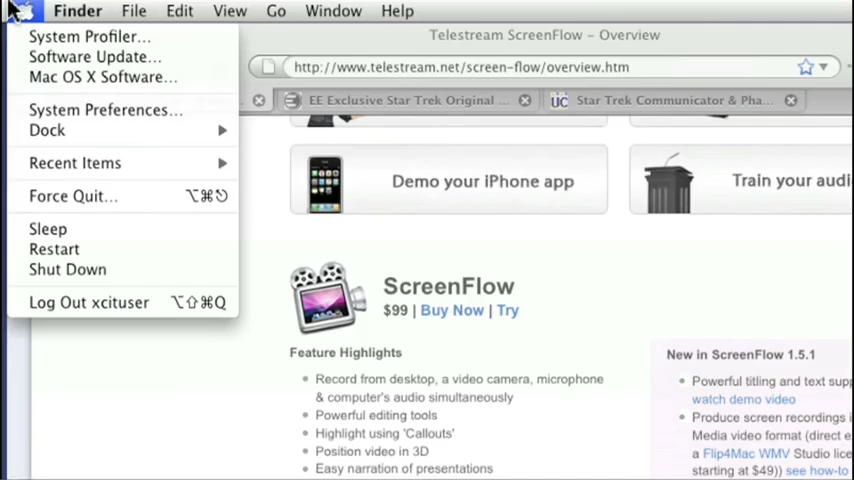 Finder File Edit View Go Window Help
System Profiler...
Software Update...
Mac OS X Software...
System Preferences...
Dock
Recent Items
Force Quit... ⌥⌘⎋
Sleep
Restart
Shut Down
Log Out xcituser ⌥⇧⌘Q
Telestream ScreenFlow – Overview
http://www.telestream.net/screen-flow/overview.htm
EE Exclusive Star Trek Original ...
UC Star Trek Communicator & Pha...
Demo your iPhone app
Train your audi
ScreenFlow
$99 | Buy Now | Try
Feature Highlights
• Record from desktop, a video camera, microphone
& computer's audio simultaneously
• Powerful editing tools
• Highlight using 'Callouts'
• Position video in 3D
• Easy narration of presentations
New in ScreenFlow 1.5.1
• Powerful titling and text sup
watch demo video
• Produce screen recordings i
Media video format (direct e
a Flip4Mac WMV Studio lice
starting at $49)) see how-to